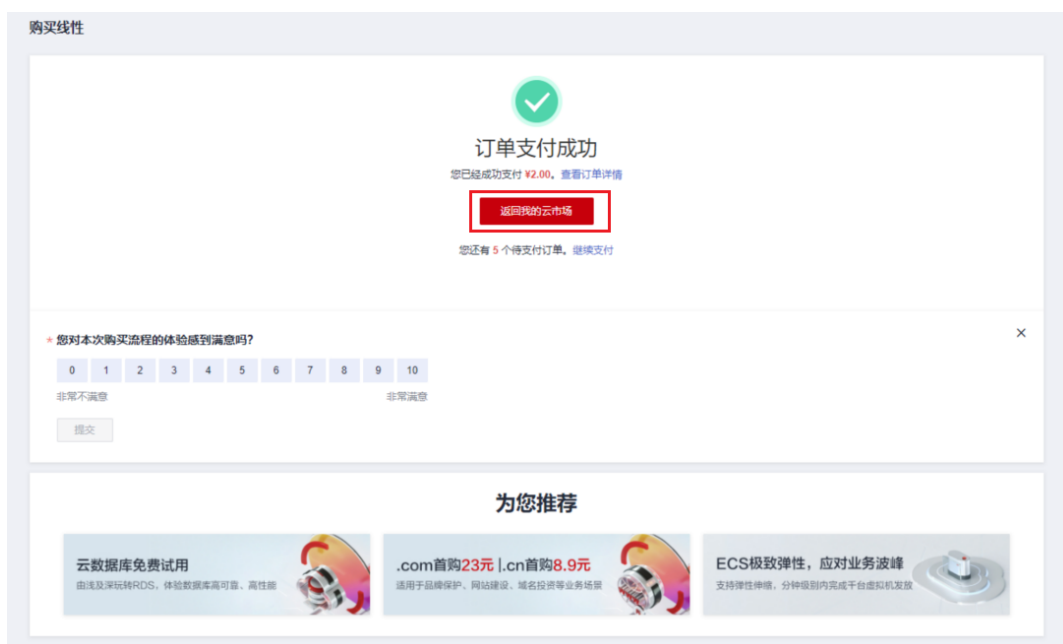 购买线性
订单支付成功
您已经成功支付 ¥2.00。查看订单详情
返回我的云市场
您还有 5 个待支付订单。继续支付
* 您对本次购买流程的体验感到满意吗?
0 1 2 3 4 5 6 7 8 9 10
非常不满意 非常满意
提交
为您推荐
云数据库免费试用
由浅及深玩转RDS，体验数据库高可靠、高性能
.com首购23元 |.cn首购8.9元
适用于品牌保护、网站建设、域名投资等业务场景
ECS极致弹性，应对业务波峰
支持弹性伸缩，分钟级别内完成千台虚拟机发放